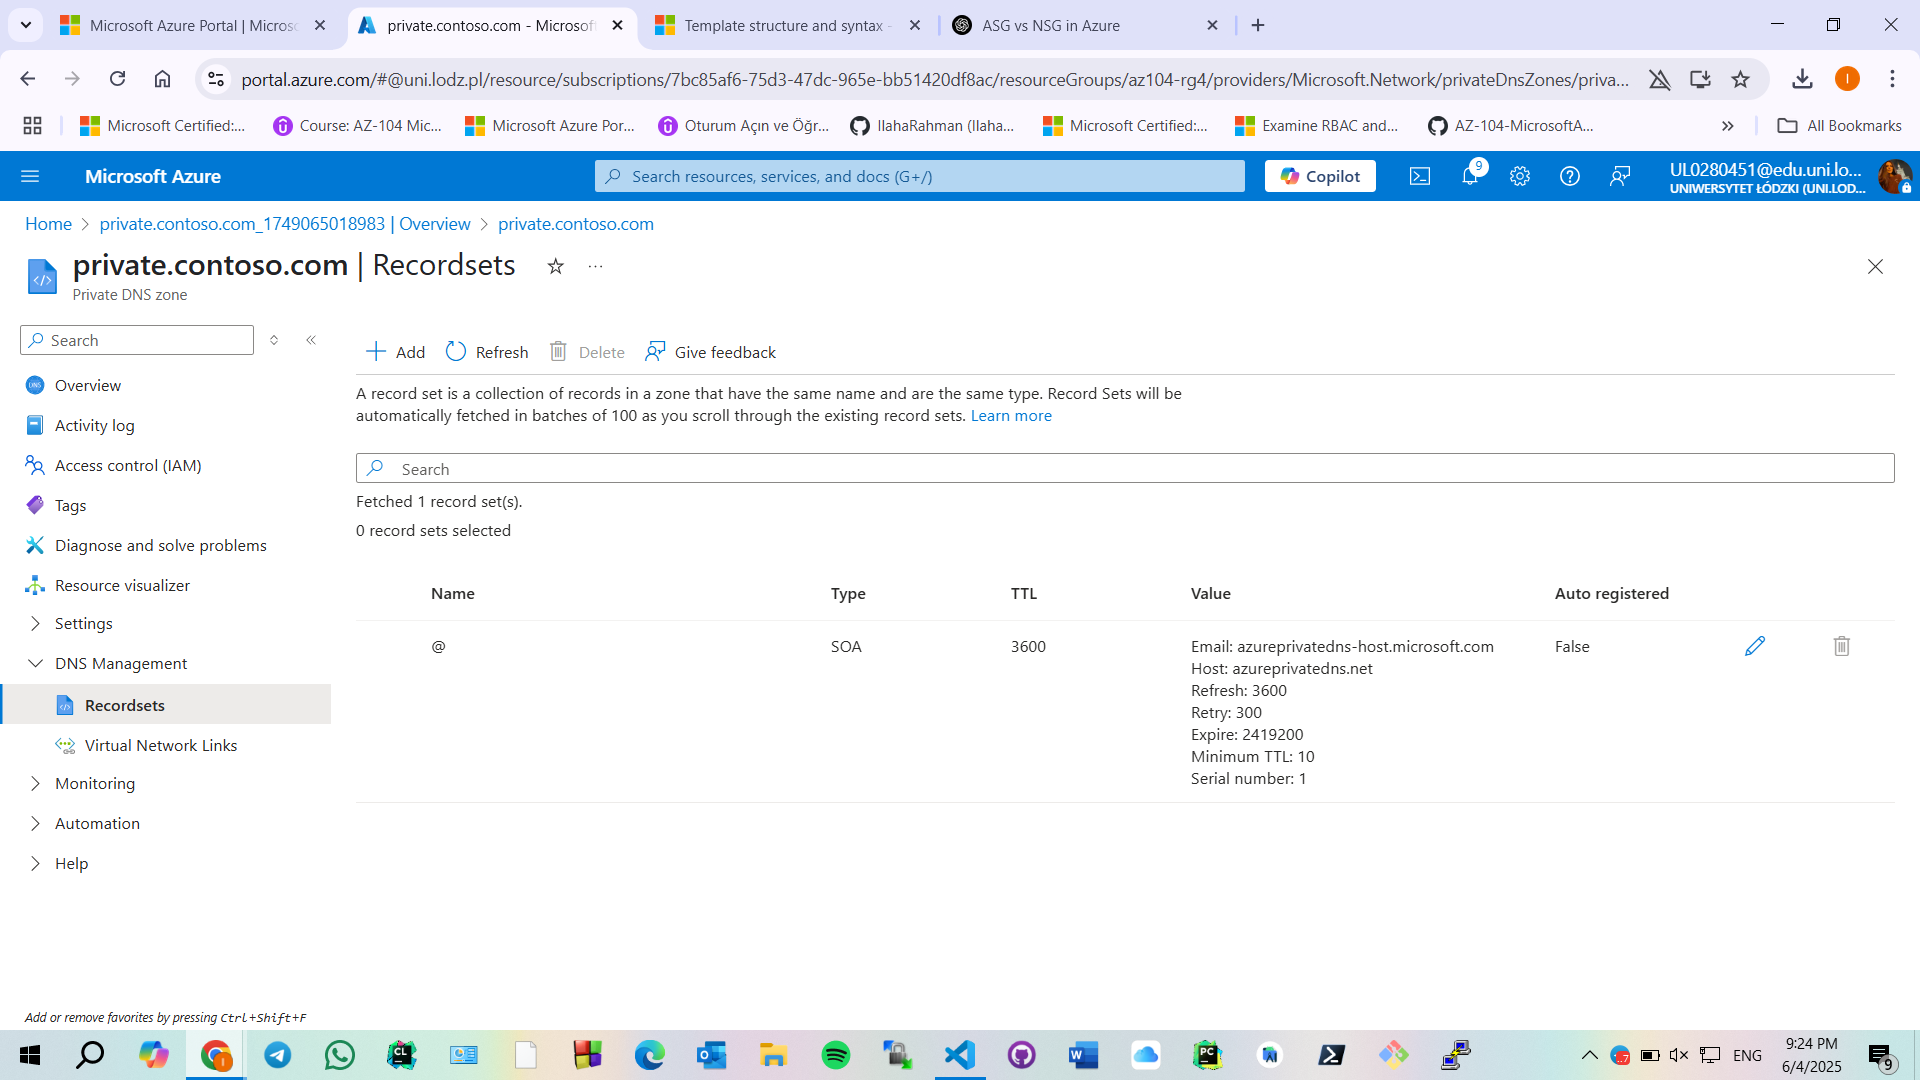 Microsoft Azure Portal | Microso
private.contoso.com - Microsoft
Template structure and syntax -
ASG vs NSG in Azure
portal.azure.com/#@uni.lodz.pl/resource/subscriptions/7bc85af6-75d3-47dc-965e-bb51420df8ac/resourceGroups/az104-rg4/providers/Microsoft.Network/privateDnsZones/priva...
Microsoft Certified:...
Course: AZ-104 Mic...
Microsoft Azure Por...
Oturum Açın ve Öğr...
IlahaRahman (Ilaha...
Microsoft Certified:...
Examine RBAC and...
AZ-104-MicrosoftA...
All Bookmarks
Microsoft Azure
Search resources, services, and docs (G+/)
Copilot
9
UL0280451@edu.uni.lo...
UNIWERSYTET ŁÓDZKI (UNI.LOD...
Home > private.contoso.com_1749065018983 | Overview > private.contoso.com
private.contoso.com | Recordsets
Private DNS zone
Search
Overview
Activity log
Access control (IAM)
Tags
Diagnose and solve problems
Resource visualizer
Settings
DNS Management
Recordsets
Virtual Network Links
Monitoring
Automation
Help
Add or remove favorites by pressing Ctrl+Shift+F
Add
Refresh
Delete
Give feedback
A record set is a collection of records in a zone that have the same name and are the same type. Record Sets will be
automatically fetched in batches of 100 as you scroll through the existing record sets. Learn more
Search
Fetched 1 record set(s).
0 record sets selected
Name Type TTL Value Auto registered
@ SOA 3600 Email: azureprivatedns-host.microsoft.com False
Host: azureprivatedns.net
Refresh: 3600
Retry: 300
Expire: 2419200
Minimum TTL: 10
Serial number: 1
ENG
9:24 PM
6/4/2025
9